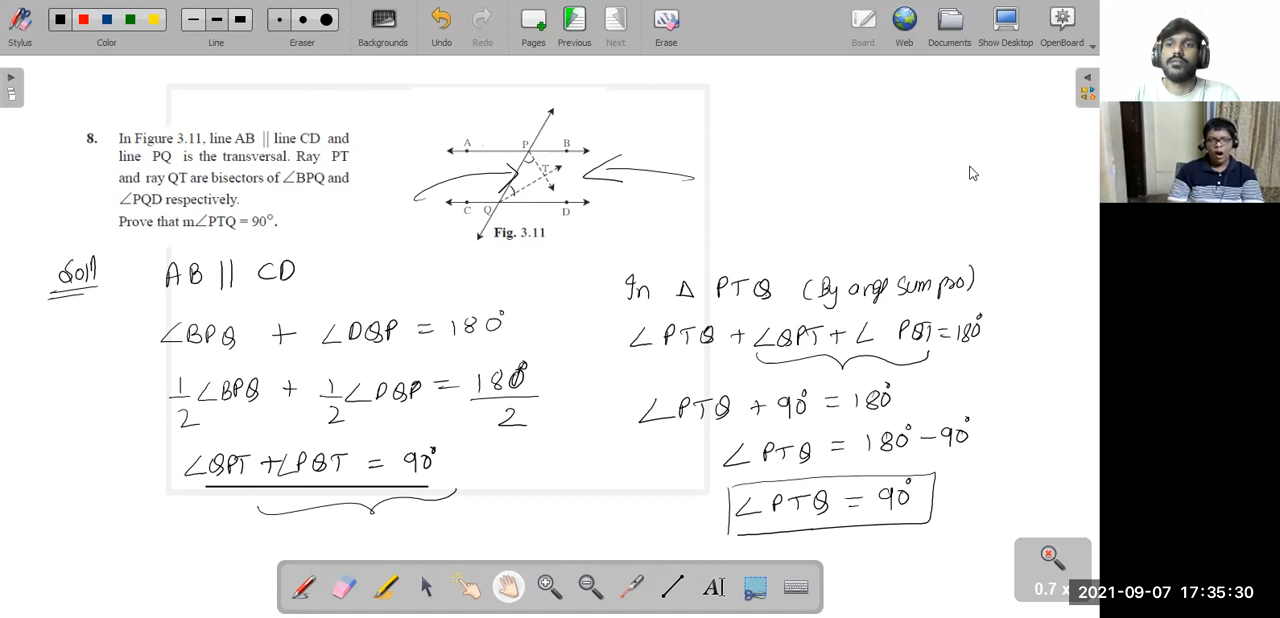 Stylus
Color
Line
Eraser
Backgrounds
Undo
Redo
Pages
Previous
Next
Erase
Board
Web
Documents
Show Desktop
OpenBoard
8. In Figure 3.11, line AB || line CD and
line PQ is the transversal. Ray PT
and ray QT are bisectors of ∠BPQ and
∠PQD respectively.
Prove that m∠PTQ = 90°.
A P B
T
C Q D
Fig. 3.11
Solⁿ AB || CD
∠BPQ + ∠DQP = 180°
1/2 ∠BPQ + 1/2 ∠DQP = 180°/2
∠QPT + ∠PQT = 90°
In Δ PTQ (By angle sum pro)
∠PTQ + ∠QPT + ∠ PQT = 180°
∠PTQ + 90° = 180°
∠PTQ = 180° - 90°
∠PTQ = 90°
AI
0.7 x
2021-09-07 17:35:30